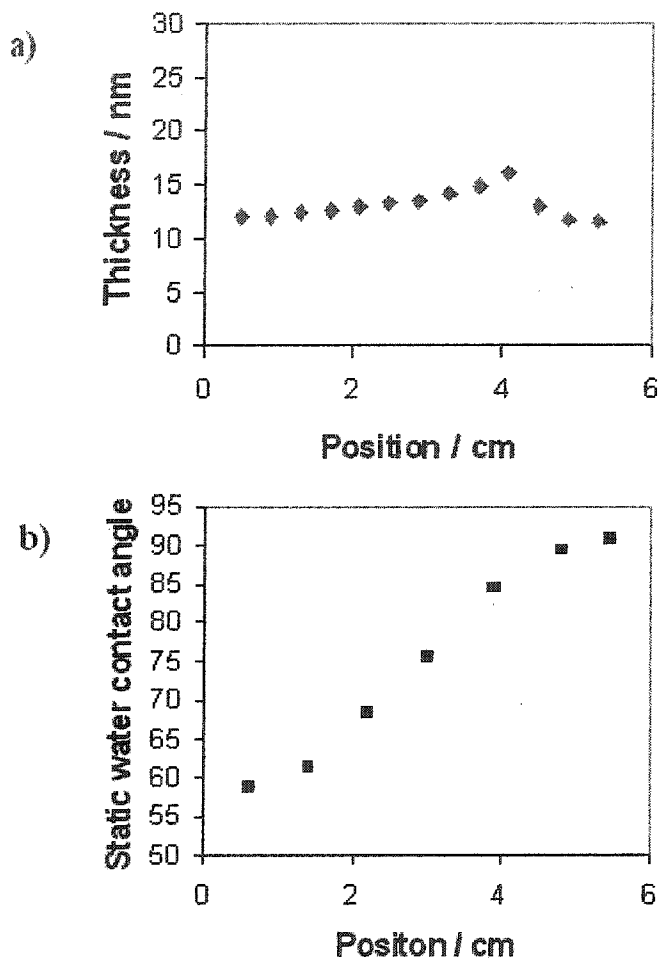 a)
Thickness / nm
30
25
20
15
10
5
0
0 2 4 6
Position / cm
b)
Static water contact angle
95
90
85
80
75
70
65
60
55
50
0 2 4 6
Positon / cm